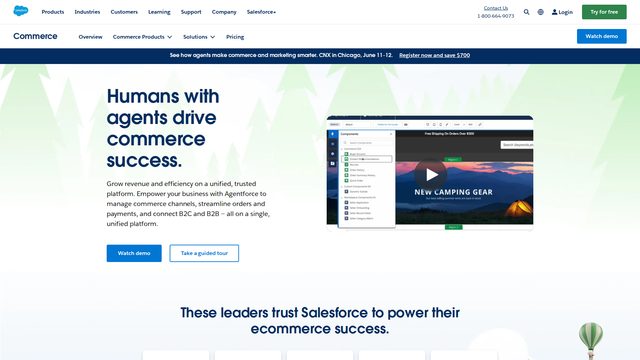 Products Industries Customers Learning Support Company Salesforce+
Contact Us
1-800-664-9073
Login
Try for free
Commerce
Overview Commerce Products Solutions Pricing
Watch demo
See how agents make commerce and marketing smarter. CNX in Chicago, June 11-12. Register now and save $700
Humans with
agents drive
commerce
success.
Grow revenue and efficiency on a unified, trusted
platform. Empower your business with Agentforce to
manage commerce channels, streamline orders and
payments, and connect B2C and B2B – all on a single,
unified platform.
Watch demo
Take a guided tour
Components
Free Shipping On Orders Over $300
NEW CAMPING GEAR
These leaders trust Salesforce to power their
ecommerce success.